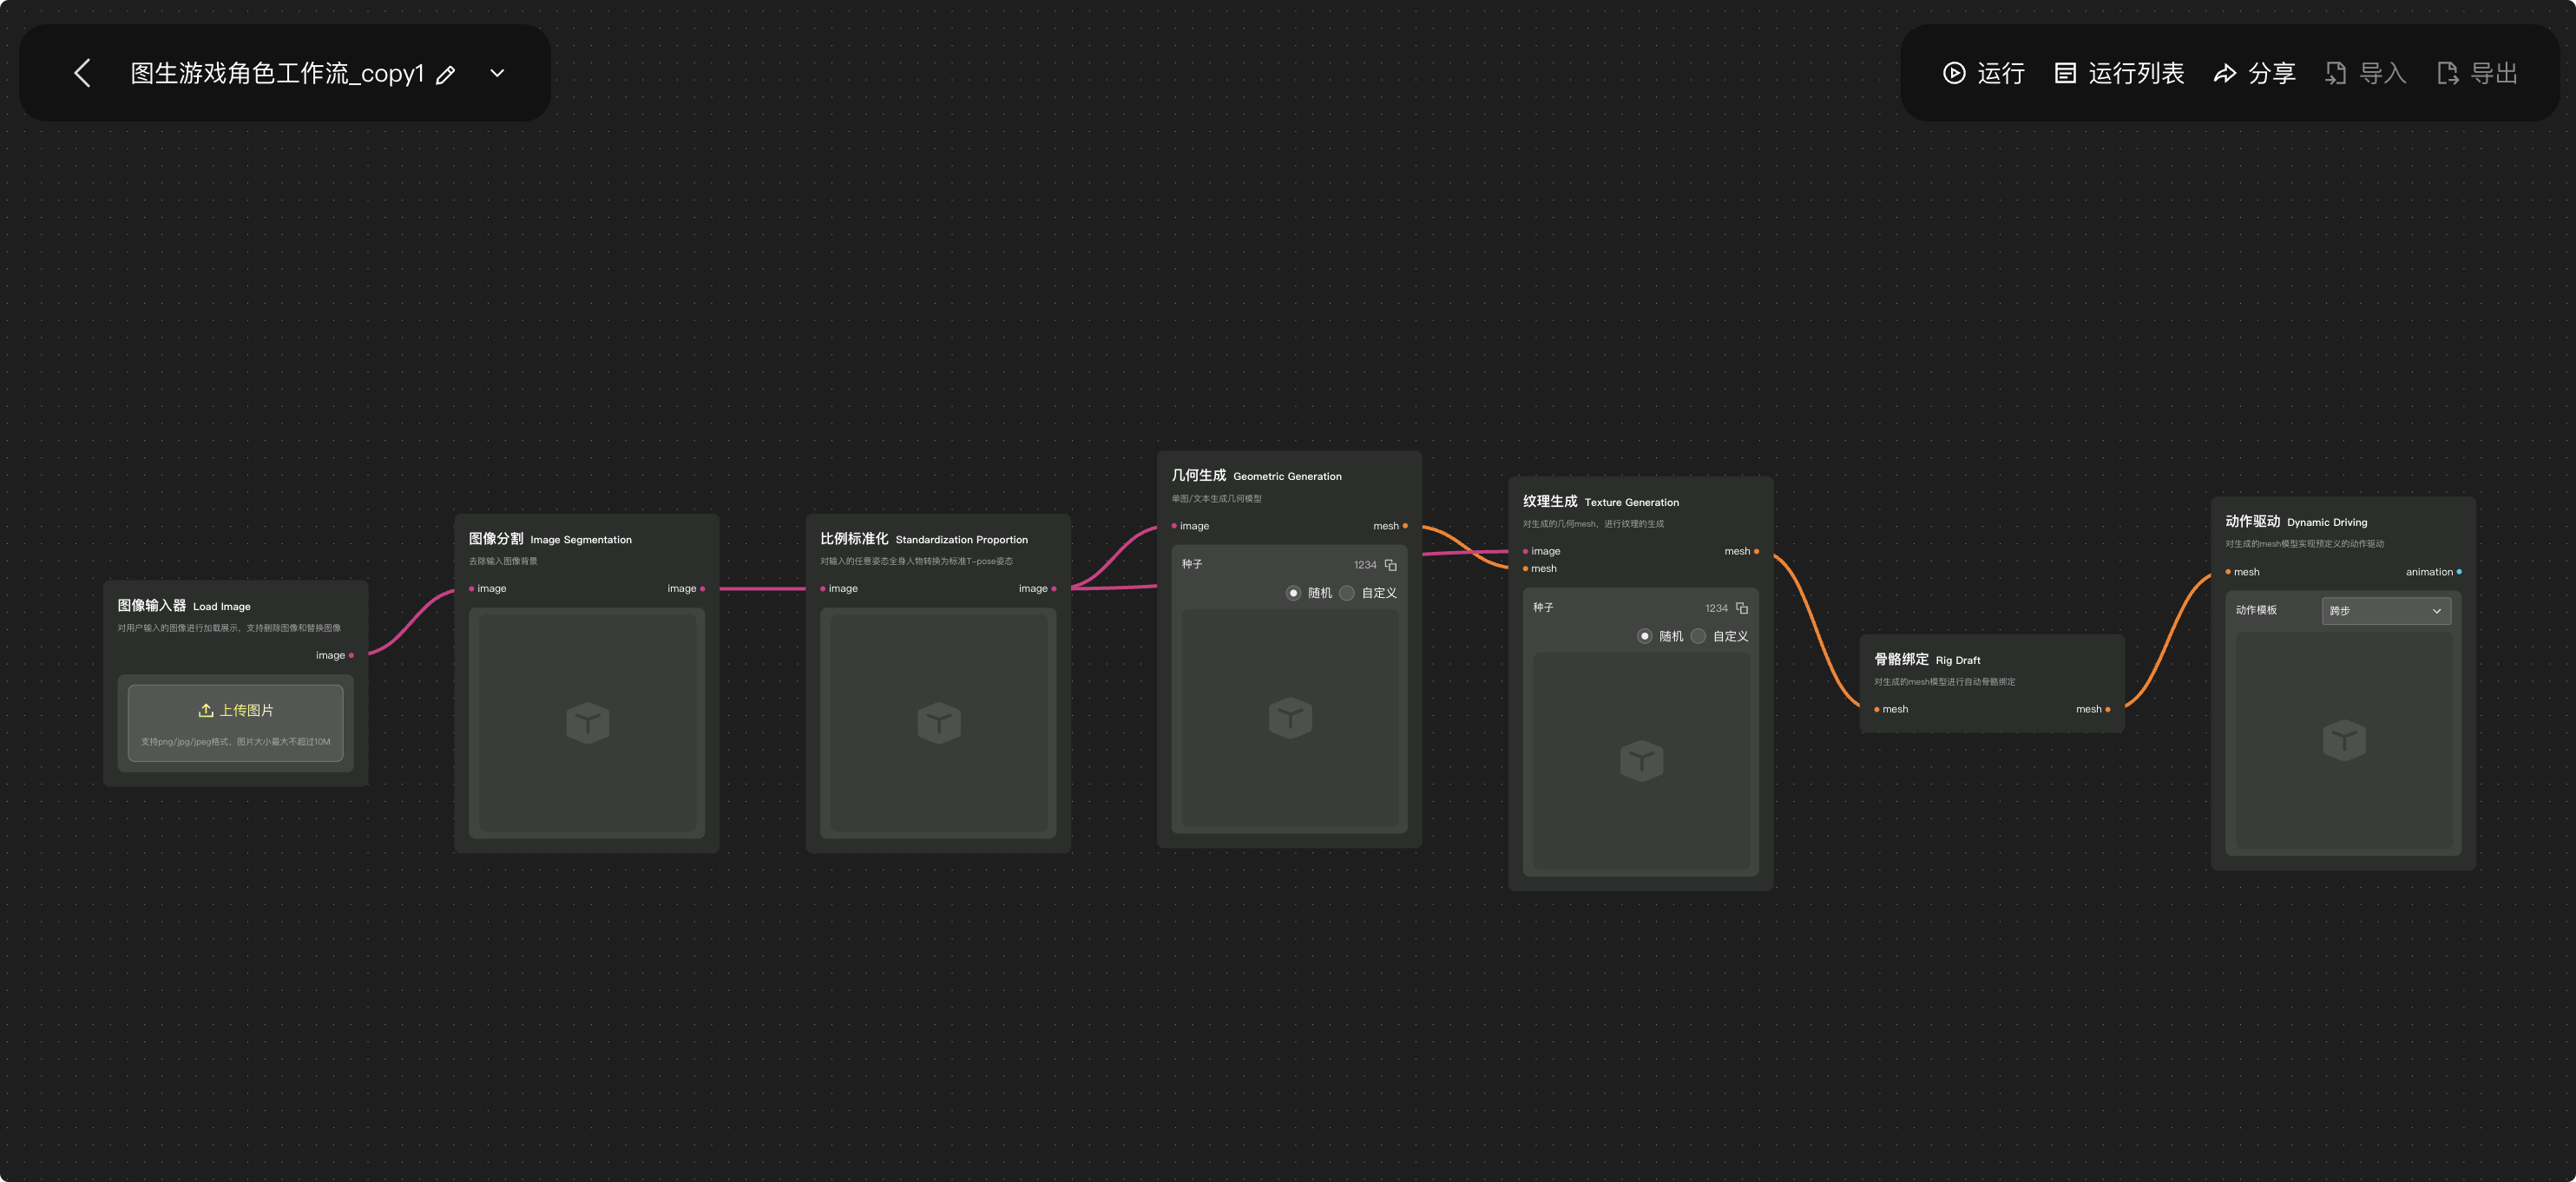 图生游戏角色工作流_copy1
运行 运行列表 分享 导入 导出
图像输入器 Load Image
对用户输入的图像进行加载展示，支持删除图像和替换图像
image
上传图片
支持png/jpg/jpeg格式，图片大小最大不超过10M
图像分割 Image Segmentation
去除输入图像背景
image image
比例标准化 Standardization Proportion
对输入的任意姿态全身人物转换为标准T-pose姿态
image image
几何生成 Geometric Generation
单图/文本生成几何模型
image mesh
种子 1234
随机 自定义
纹理生成 Texture Generation
对生成的几何mesh，进行纹理的生成
image mesh
mesh
种子 1234
随机 自定义
骨骼绑定 Rig Draft
对生成的mesh模型进行自动骨骼绑定
mesh mesh
动作驱动 Dynamic Driving
对生成的mesh模型实现预定义的动作驱动
mesh animation
动作模板 跨步